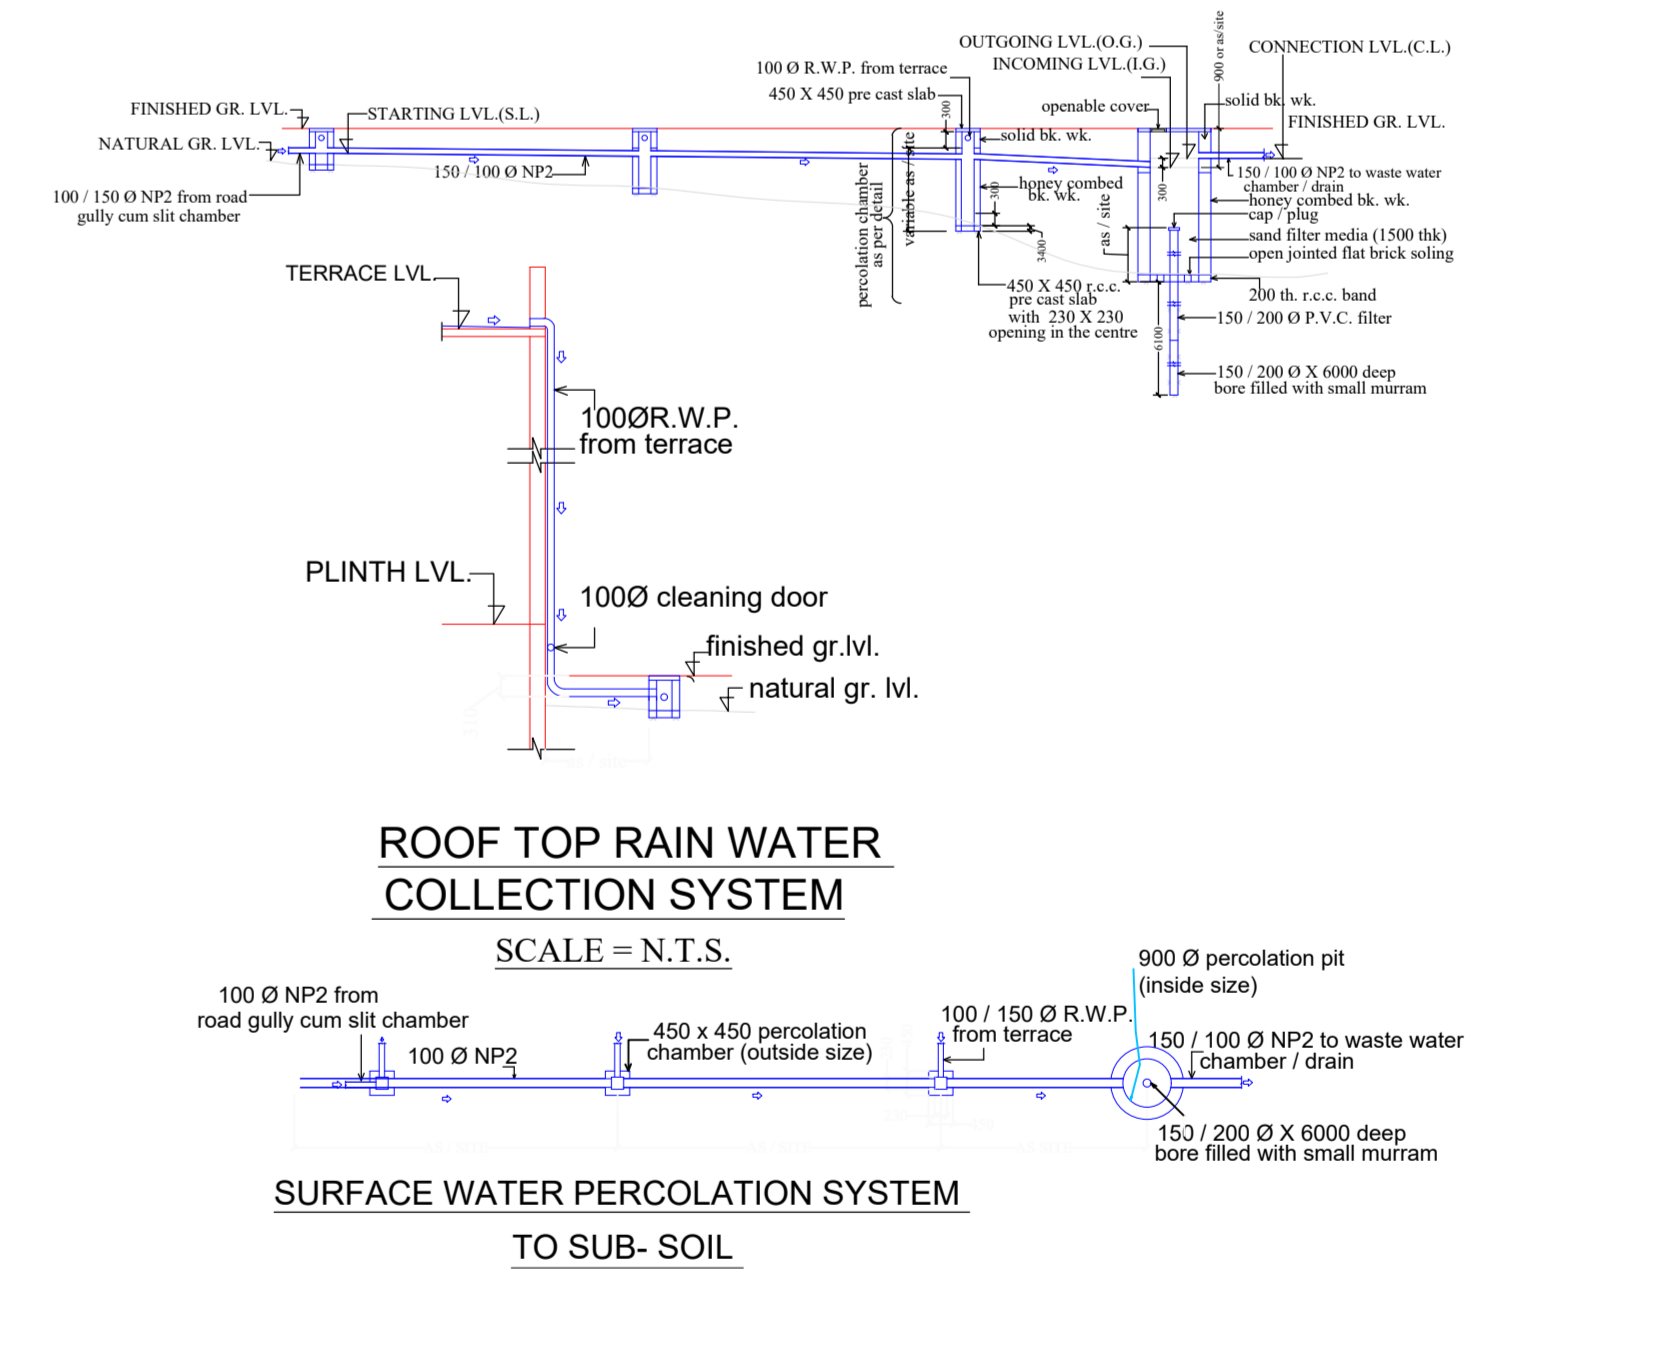 OUTGOING LVL.(O.G.)
INCOMING LVL.(I.G.)
900 or as/site
CONNECTION LVL.(C.L.)
100 Ø R.W.P. from terrace
450 X 450 pre cast slab
300
openable cover
solid bk. wk.
FINISHED GR. LVL.
FINISHED GR. LVL.
STARTING LVL.(S.L.)
NATURAL GR. LVL.
150 / 100 Ø NP2
100 / 150 Ø NP2 from road
gully cum slit chamber
percolation chamber
as per detail
variable as / site
solid bk. wk.
honey combed
bk. wk.
300
3400
450 X 450 r.c.c.
pre cast slab
with 230 X 230
opening in the centre
as / site
300
6100
150 / 100 Ø NP2 to waste water
chamber / drain
honey combed bk. wk.
cap / plug
sand filter media (1500 thk)
open jointed flat brick soling
200 th. r.c.c. band
150 / 200 Ø P.V.C. filter
150 / 200 Ø X 6000 deep
bore filled with small murram
TERRACE LVL.
100ØR.W.P.
from terrace
PLINTH LVL.
100Ø cleaning door
finished gr.lvl.
natural gr. lvl.
as / site
ROOF TOP RAIN WATER
COLLECTION SYSTEM
SCALE = N.T.S.
100 Ø NP2 from
road gully cum slit chamber
100 Ø NP2
450 x 450 percolation
chamber (outside size)
100 / 150 Ø R.W.P.
from terrace
900 Ø percolation pit
(inside size)
150 / 100 Ø NP2 to waste water
chamber / drain
150 / 200 Ø X 6000 deep
bore filled with small murram
230
450
AS / SITE
AS / SITE
AS / SITE
SURFACE WATER PERCOLATION SYSTEM
TO SUB- SOIL